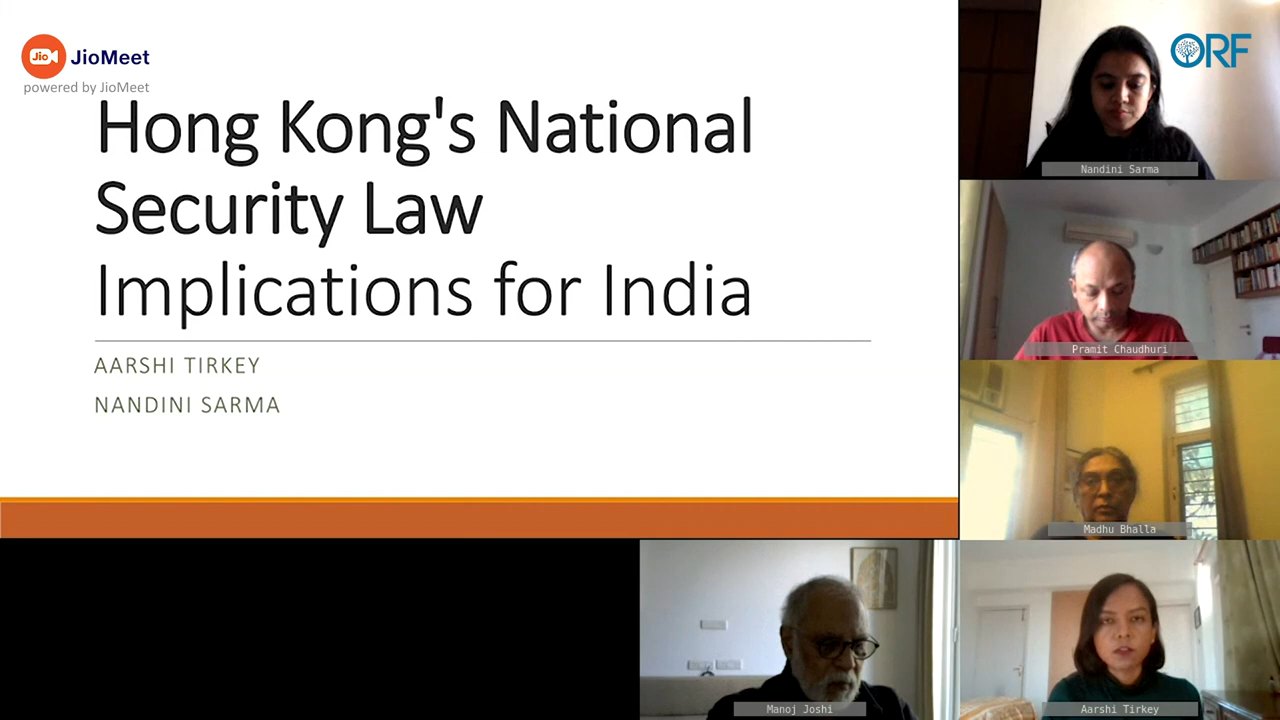 Jio JioMeet
powered by JioMeet
Hong Kong's National
Security Law
Implications for India
AARSHI TIRKEY
NANDINI SARMA
ORF
Nandini Sarma
Pramit Chaudhuri
Madhu Bhalla
Manoj Joshi
Aarshi Tirkey